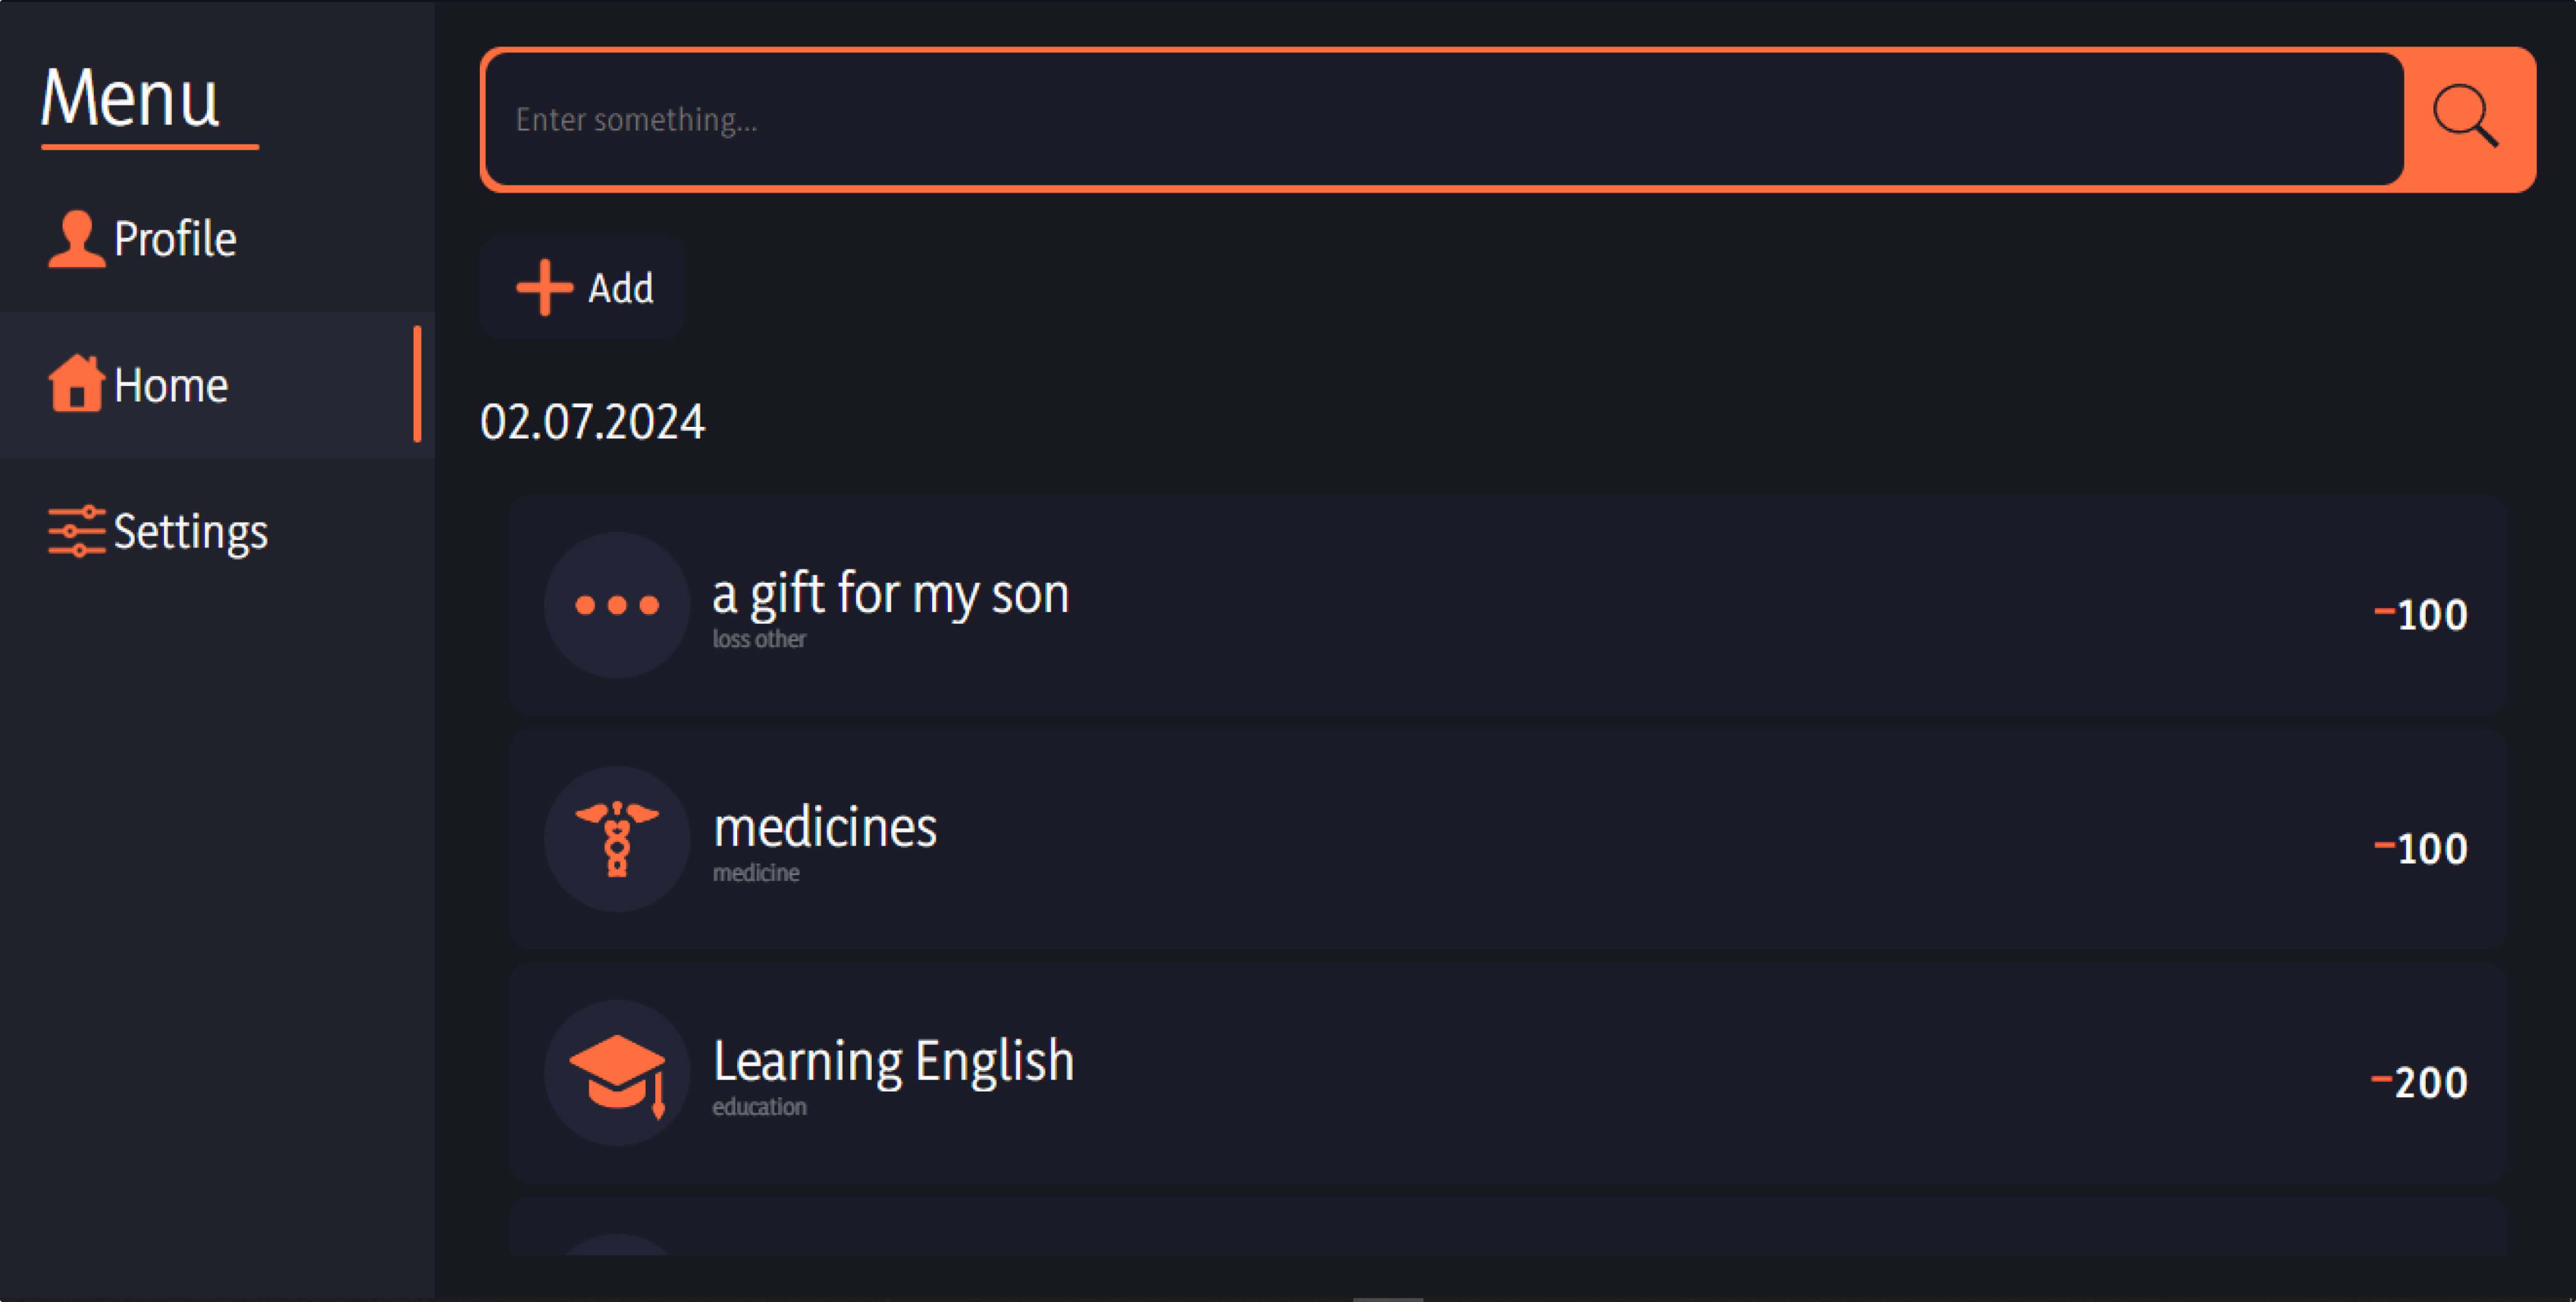 Menu
Profile
Home
Settings
Enter something...
Add
02.07.2024
a gift for my son
loss other
-100
medicines
medicine
-100
Learning English
education
-200